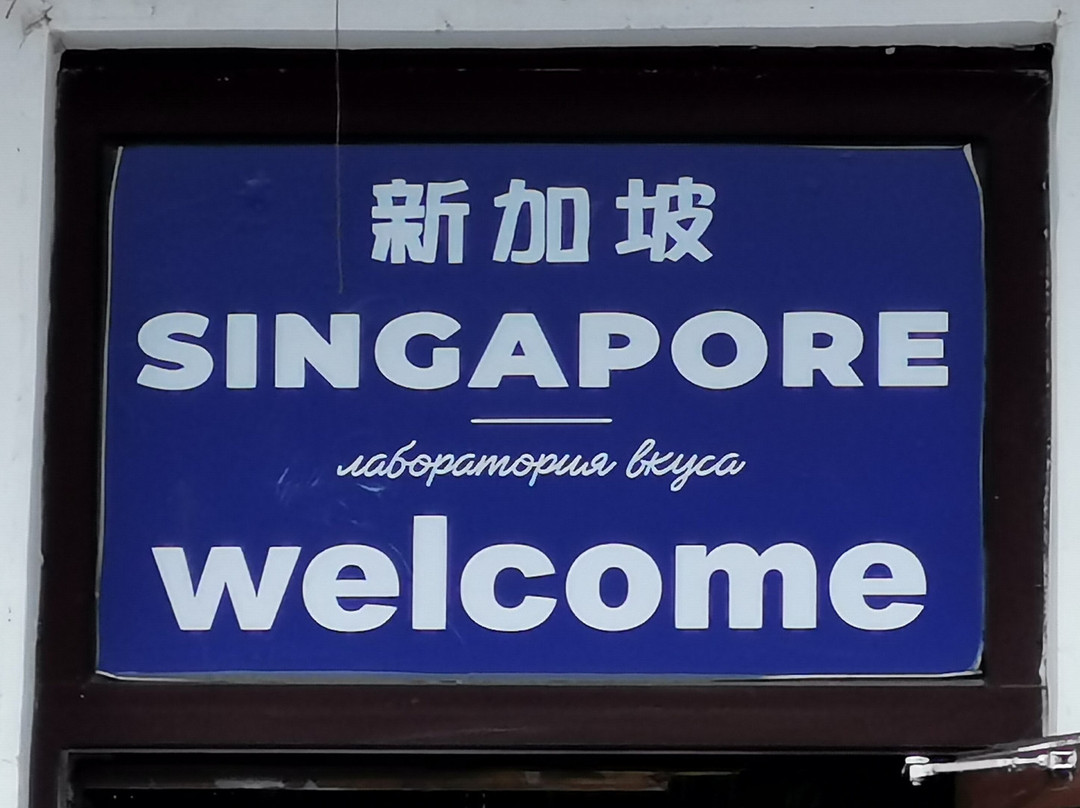 新加坡
SINGAPORE
лаборатория вкуса
welcome